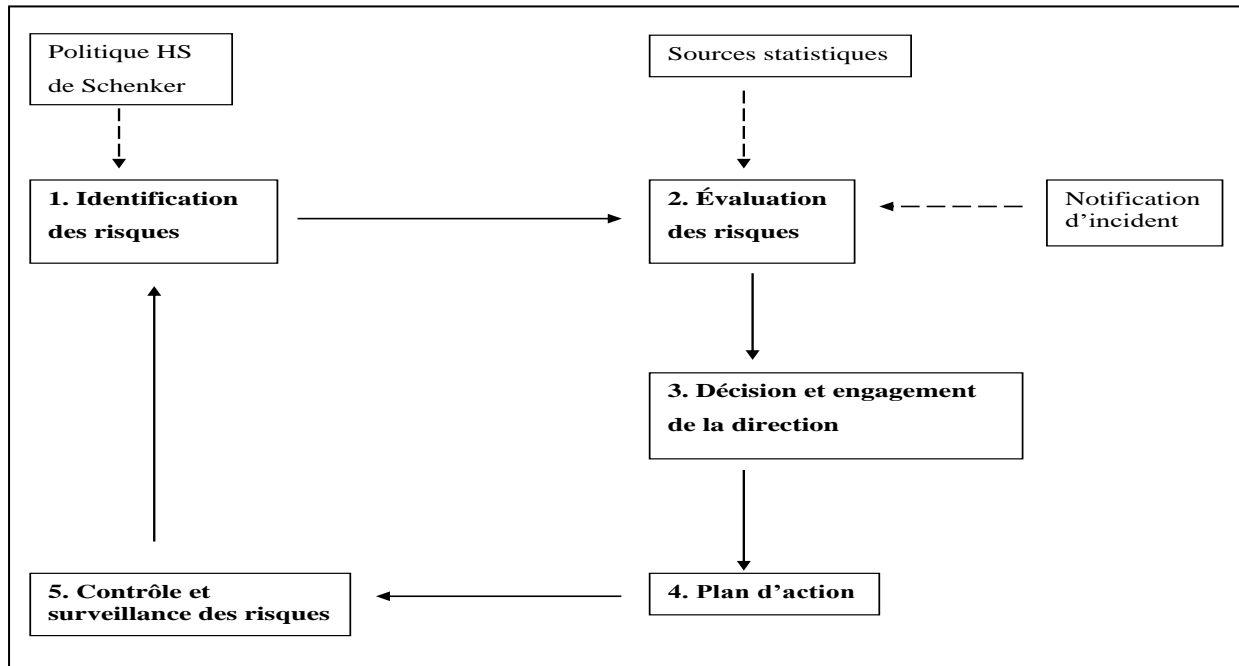 Politique HS
de Schenker
Sources statistiques
1. Identification
des risques
2. Évaluation
des risques
Notification
d’incident
3. Décision et engagement
de la direction
5. Contrôle et
surveillance des risques
4. Plan d’action